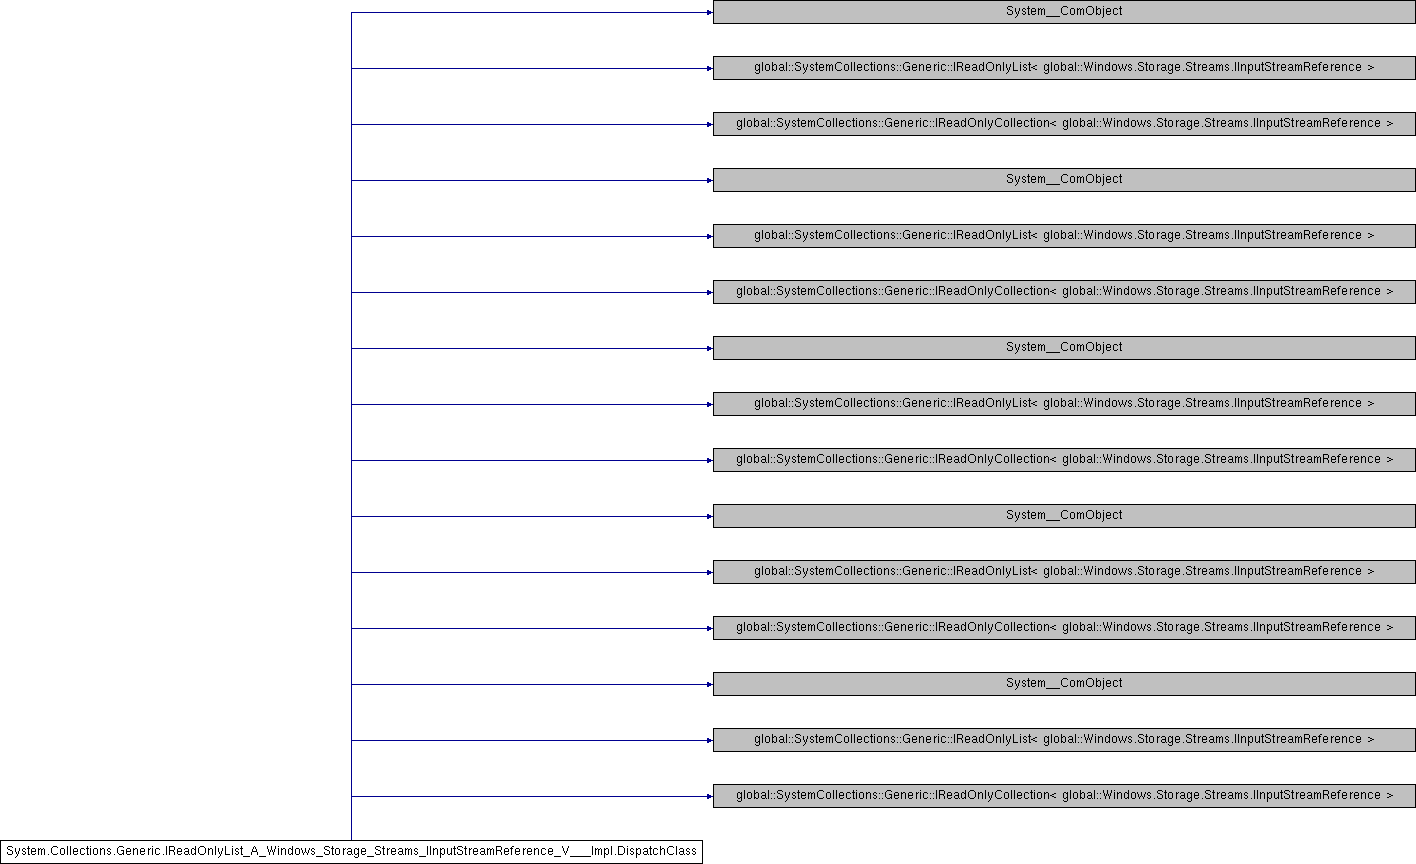 System__ComObject
global::SystemCollections::Generic::IReadOnlyList< global::Windows.Storage.Streams.IInputStreamReference >
global::SystemCollections::Generic::IReadOnlyCollection< global::Windows.Storage.Streams.IInputStreamReference >
System__ComObject
global::SystemCollections::Generic::IReadOnlyList< global::Windows.Storage.Streams.IInputStreamReference >
global::SystemCollections::Generic::IReadOnlyCollection< global::Windows.Storage.Streams.IInputStreamReference >
System__ComObject
global::SystemCollections::Generic::IReadOnlyList< global::Windows.Storage.Streams.IInputStreamReference >
global::SystemCollections::Generic::IReadOnlyCollection< global::Windows.Storage.Streams.IInputStreamReference >
System__ComObject
global::SystemCollections::Generic::IReadOnlyList< global::Windows.Storage.Streams.IInputStreamReference >
global::SystemCollections::Generic::IReadOnlyCollection< global::Windows.Storage.Streams.IInputStreamReference >
System__ComObject
global::SystemCollections::Generic::IReadOnlyList< global::Windows.Storage.Streams.IInputStreamReference >
global::SystemCollections::Generic::IReadOnlyCollection< global::Windows.Storage.Streams.IInputStreamReference >
System.Collections.Generic.IReadOnlyList_A_Windows_Storage_Streams_IInputStreamReference_V___Impl.DispatchClass